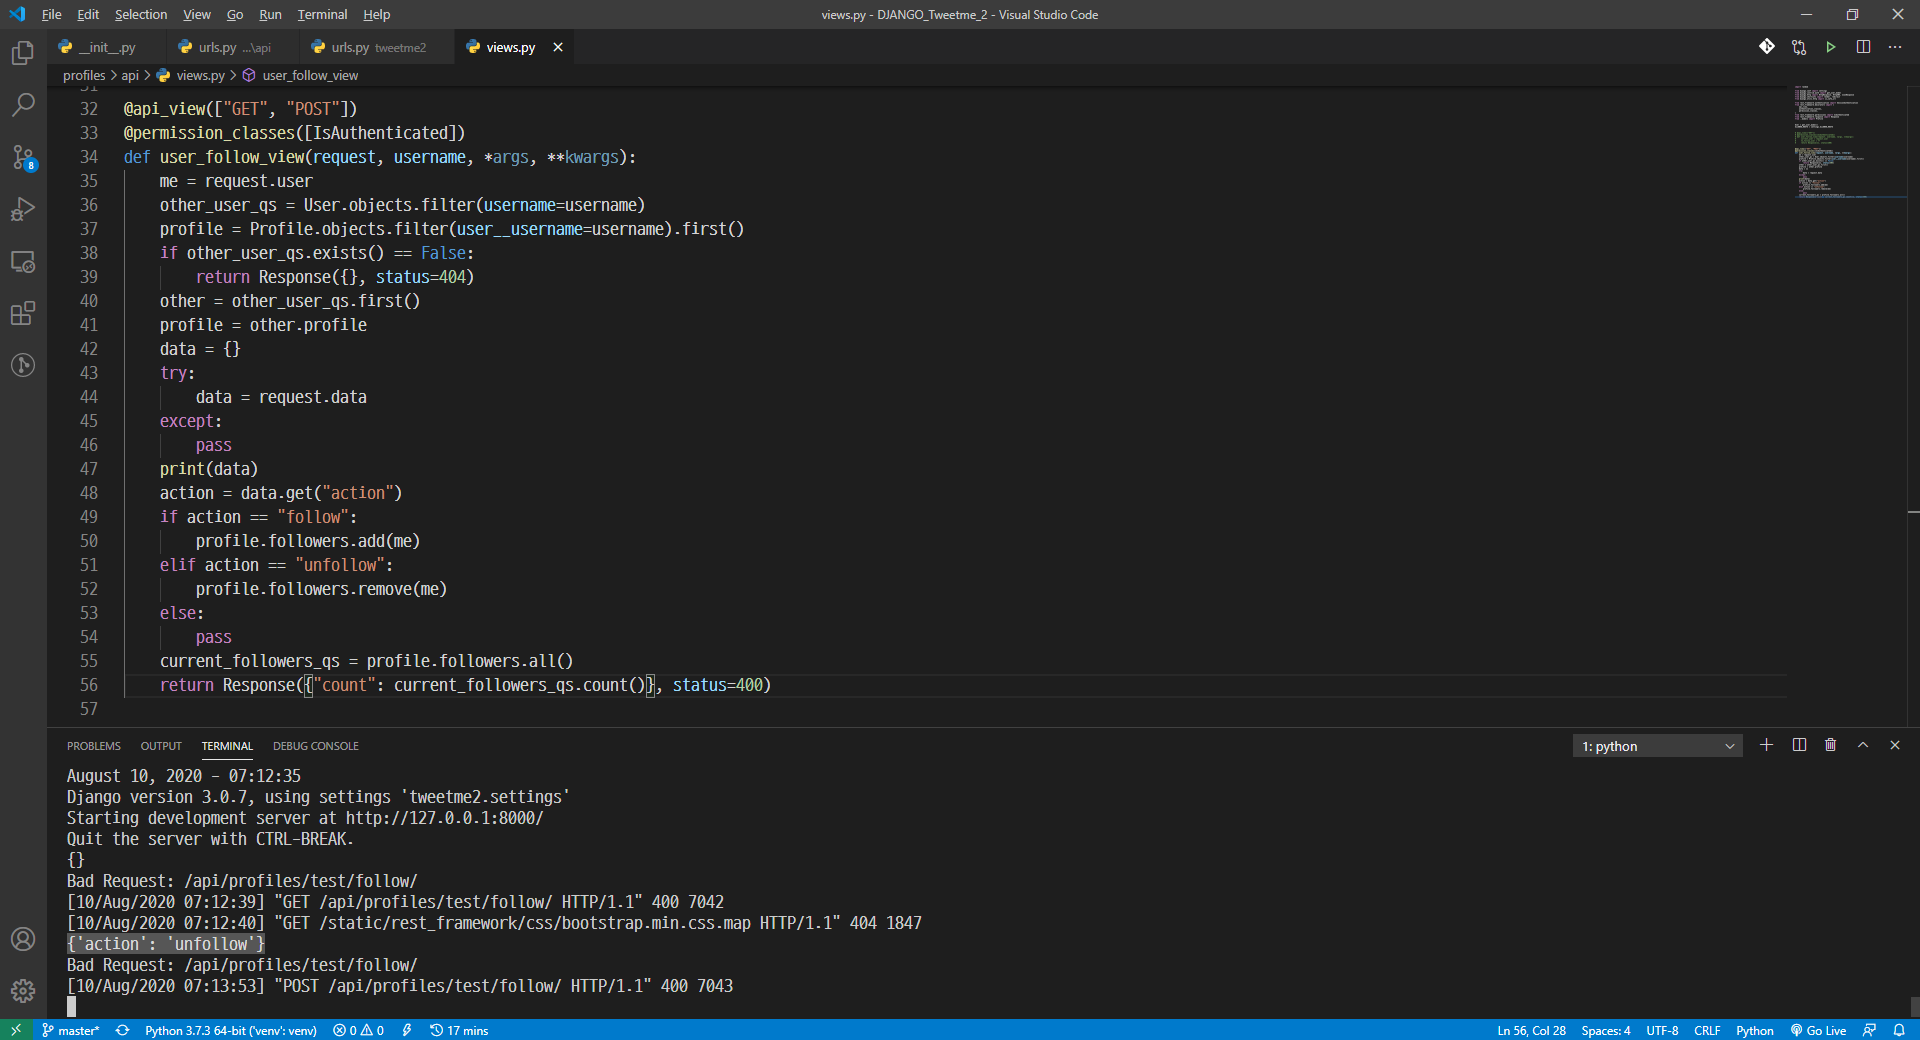 File Edit Selection View Go Run Terminal Help
views.py - DJANGO_Tweetme_2 - Visual Studio Code
__init__.py urls.py ...\api urls.py tweetme2 views.py
profiles > api > views.py > user_follow_view
31
32 @api_view(["GET", "POST"])
33 @permission_classes([IsAuthenticated])
34 def user_follow_view(request, username, *args, **kwargs):
35 me = request.user
36 other_user_qs = User.objects.filter(username=username)
37 profile = Profile.objects.filter(user__username=username).first()
38 if other_user_qs.exists() == False:
39 return Response({}, status=404)
40 other = other_user_qs.first()
41 profile = other.profile
42 data = {}
43 try:
44 data = request.data
45 except:
46 pass
47 print(data)
48 action = data.get("action")
49 if action == "follow":
50 profile.followers.add(me)
51 elif action == "unfollow":
52 profile.followers.remove(me)
53 else:
54 pass
55 current_followers_qs = profile.followers.all()
56 return Response({"count": current_followers_qs.count()}, status=400)
57
8
PROBLEMS OUTPUT TERMINAL DEBUG CONSOLE
1: python
August 10, 2020 - 07:12:35
Django version 3.0.7, using settings 'tweetme2.settings'
Starting development server at http://127.0.0.1:8000/
Quit the server with CTRL-BREAK.
{}
Bad Request: /api/profiles/test/follow/
[10/Aug/2020 07:12:39] "GET /api/profiles/test/follow/ HTTP/1.1" 400 7042
[10/Aug/2020 07:12:40] "GET /static/rest_framework/css/bootstrap.min.css.map HTTP/1.1" 404 1847
{'action': 'unfollow'}
Bad Request: /api/profiles/test/follow/
[10/Aug/2020 07:13:53] "POST /api/profiles/test/follow/ HTTP/1.1" 400 7043
master* Python 3.7.3 64-bit ('venv': venv) 0 0 17 mins
Ln 56, Col 28 Spaces: 4 UTF-8 CRLF Python Go Live